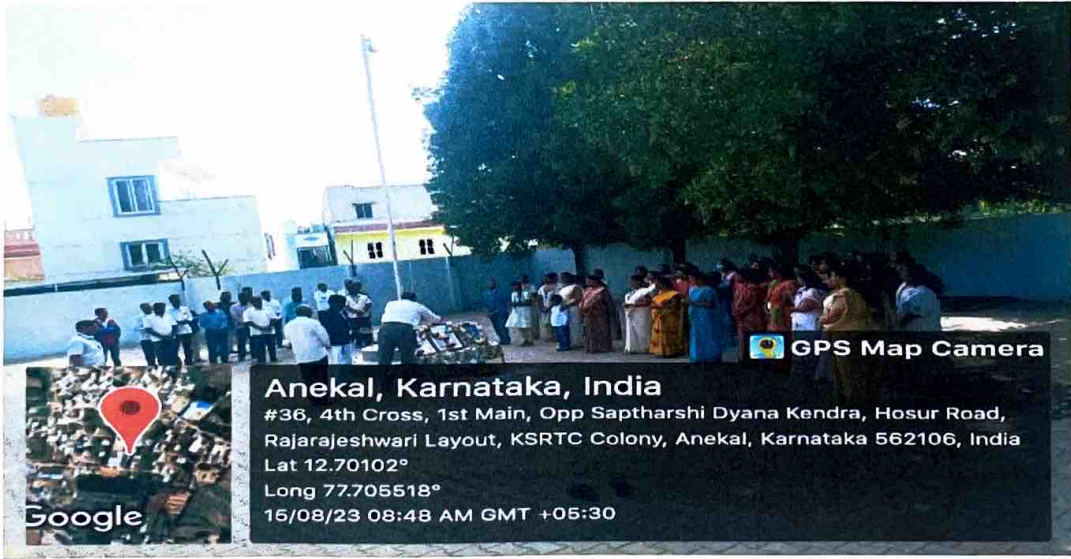 GPS Map Camera
Anekal, Karnataka, India
#36, 4th Cross, 1st Main, Opp Saptharshi Dyana Kendra, Hosur Road,
Rajarajeshwari Layout, KSRTC Colony, Anekal, Karnataka 562106, India
Lat 12.70102°
Long 77.705518°
15/08/23 08:48 AM GMT +05:30
Google